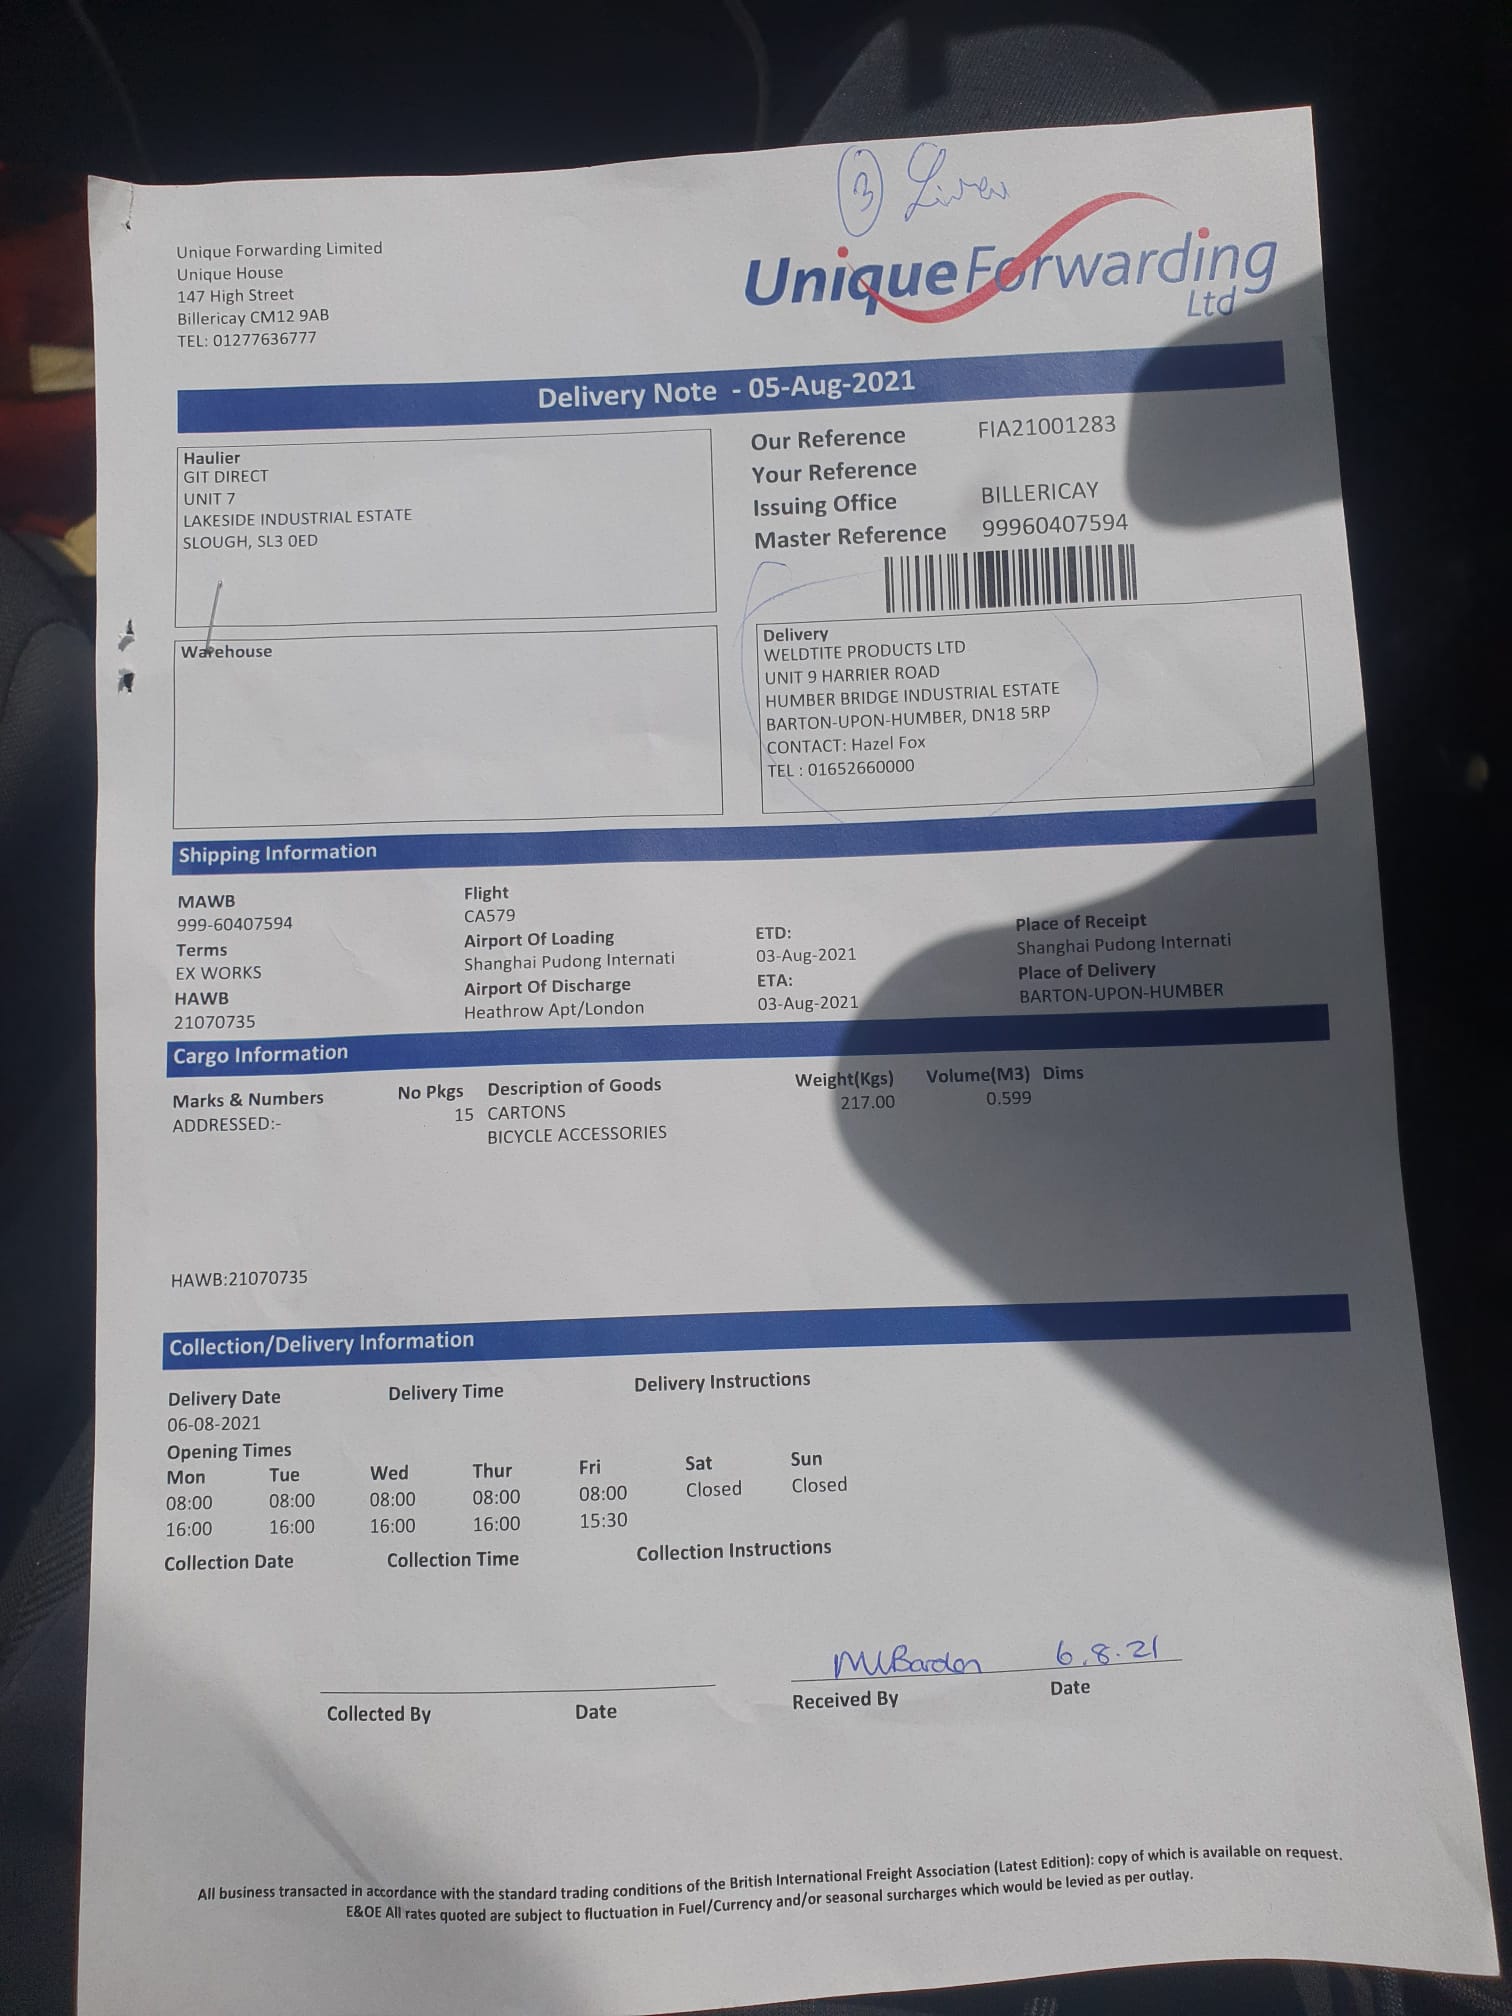 3
Unique Forwarding Limited
Unique House
147 High Street
Billericay CM12 9AB
TEL: 01277636777
UniqueForwarding
Ltd
Delivery Note - 05-Aug-2021
Haulier
GIT DIRECT
UNIT 7
LAKESIDE INDUSTRIAL ESTATE
SLOUGH, SL3 0ED
Our Reference FIA21001283
Your Reference
Issuing Office BILLERICAY
Master Reference 99960407594
Warehouse
Delivery
WELDTITE PRODUCTS LTD
UNIT 9 HARRIER ROAD
HUMBER BRIDGE INDUSTRIAL ESTATE
BARTON-UPON-HUMBER, DN18 5RP
CONTACT: Hazel Fox
TEL : 01652660000
Shipping Information
MAWB
999-60407594
Terms
EX WORKS
HAWB
21070735
Flight
CA579
Airport Of Loading
Shanghai Pudong Internati
Airport Of Discharge
Heathrow Apt/London
ETD:
03-Aug-2021
ETA:
03-Aug-2021
Place of Receipt
Shanghai Pudong Internati
Place of Delivery
BARTON-UPON-HUMBER
Cargo Information
Marks & Numbers No Pkgs Description of Goods Weight(Kgs) Volume(M3) Dims
ADDRESSED:- 15 CARTONS 217.00 0.599
BICYCLE ACCESSORIES
HAWB:21070735
Collection/Delivery Information
Delivery Date Delivery Time Delivery Instructions
06-08-2021
Opening Times
Mon Tue Wed Thur Fri Sat Sun
08:00 08:00 08:00 08:00 08:00 Closed Closed
16:00 16:00 16:00 16:00 15:30
Collection Date Collection Time Collection Instructions
6.8.21
Collected By Date Received By Date
All business transacted in accordance with the standard trading conditions of the British International Freight Association (Latest Edition): copy of which is available on request.
E&OE All rates quoted are subject to fluctuation in Fuel/Currency and/or seasonal surcharges which would be levied as per outlay.